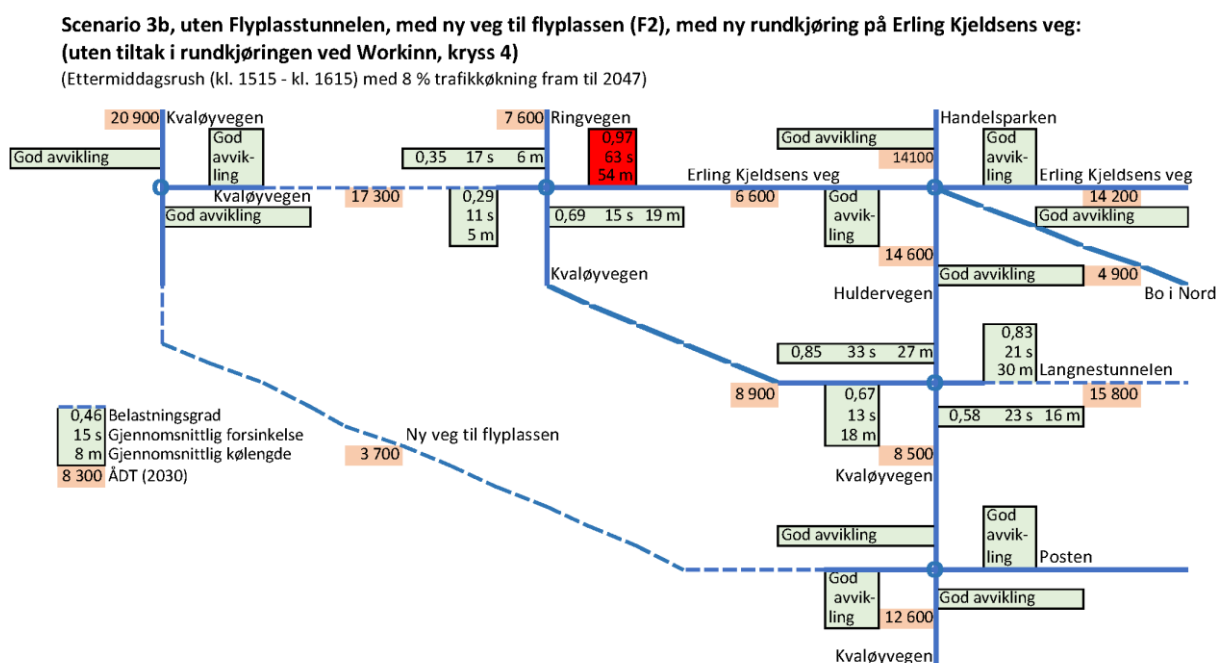 Scenario 3b, uten Flyplasstunnelen, med ny veg til flyplassen (F2), med ny rundkjøring på Erling Kjeldsens veg:
(uten tiltak i rundkjøringen ved Workinn, kryss 4)
(Ettermiddagsrush (kl. 1515 - kl. 1615) med 8 % trafikkøkning fram til 2047)
20 900
Kvaløyvegen
God avvikling
God
avvik-
ling
Kvaløyvegen
17 300
God avvikling
7 600
Ringvegen
0,35 17 s 6 m
0,97
63 s
54 m
0,29
11 s
5 m
0,69 15 s 19 m
Kvaløyvegen
Erling Kjeldsens veg
6 600
Handelsparken
God avvikling
14100
God
avvik-
ling
Erling Kjeldsens veg
14 200
God
avvik-
ling
God avvikling
14 600
God avvikling
4 900
Huldervegen
Bo i Nord
0,85 33 s 27 m
0,83
21 s
30 m
Langnestunnelen
8 900
15 800
0,67
13 s
18 m
0,58 23 s 16 m
8 500
Kvaløyvegen
0,46 Belastningsgrad
15 s Gjennomsnittlig forsinkelse
8 m Gjennomsnittlig kølengde
8 300 ÅDT (2030)
Ny veg til flyplassen
3 700
God avvikling
God
avvik-
ling
Posten
God
avvik-
ling
God avvikling
12 600
Kvaløyvegen